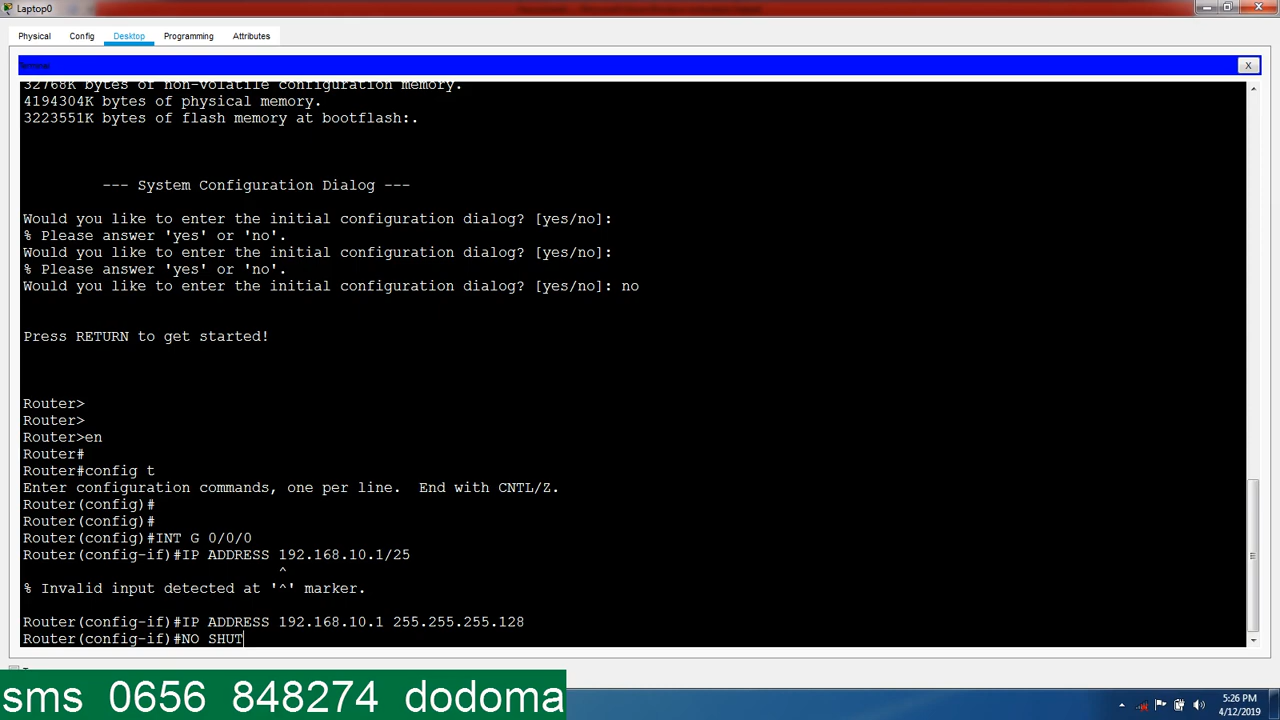 Laptop0
Physical Config Desktop Programming Attributes
Terminal
X
32768K bytes of non-volatile configuration memory.
4194304K bytes of physical memory.
3223551K bytes of flash memory at bootflash:.
--- System Configuration Dialog ---
Would you like to enter the initial configuration dialog? [yes/no]:
% Please answer 'yes' or 'no'.
Would you like to enter the initial configuration dialog? [yes/no]:
% Please answer 'yes' or 'no'.
Would you like to enter the initial configuration dialog? [yes/no]: no
Press RETURN to get started!
Router>
Router>
Router>en
Router#
Router#config t
Enter configuration commands, one per line.  End with CNTL/Z.
Router(config)#
Router(config)#
Router(config)#INT G 0/0/0
Router(config-if)#IP ADDRESS 192.168.10.1/25
^
% Invalid input detected at '^' marker.
Router(config-if)#IP ADDRESS 192.168.10.1 255.255.255.128
Router(config-if)#NO SHUT
sms 0656 848274 dodoma
5:26 PM
4/12/2019